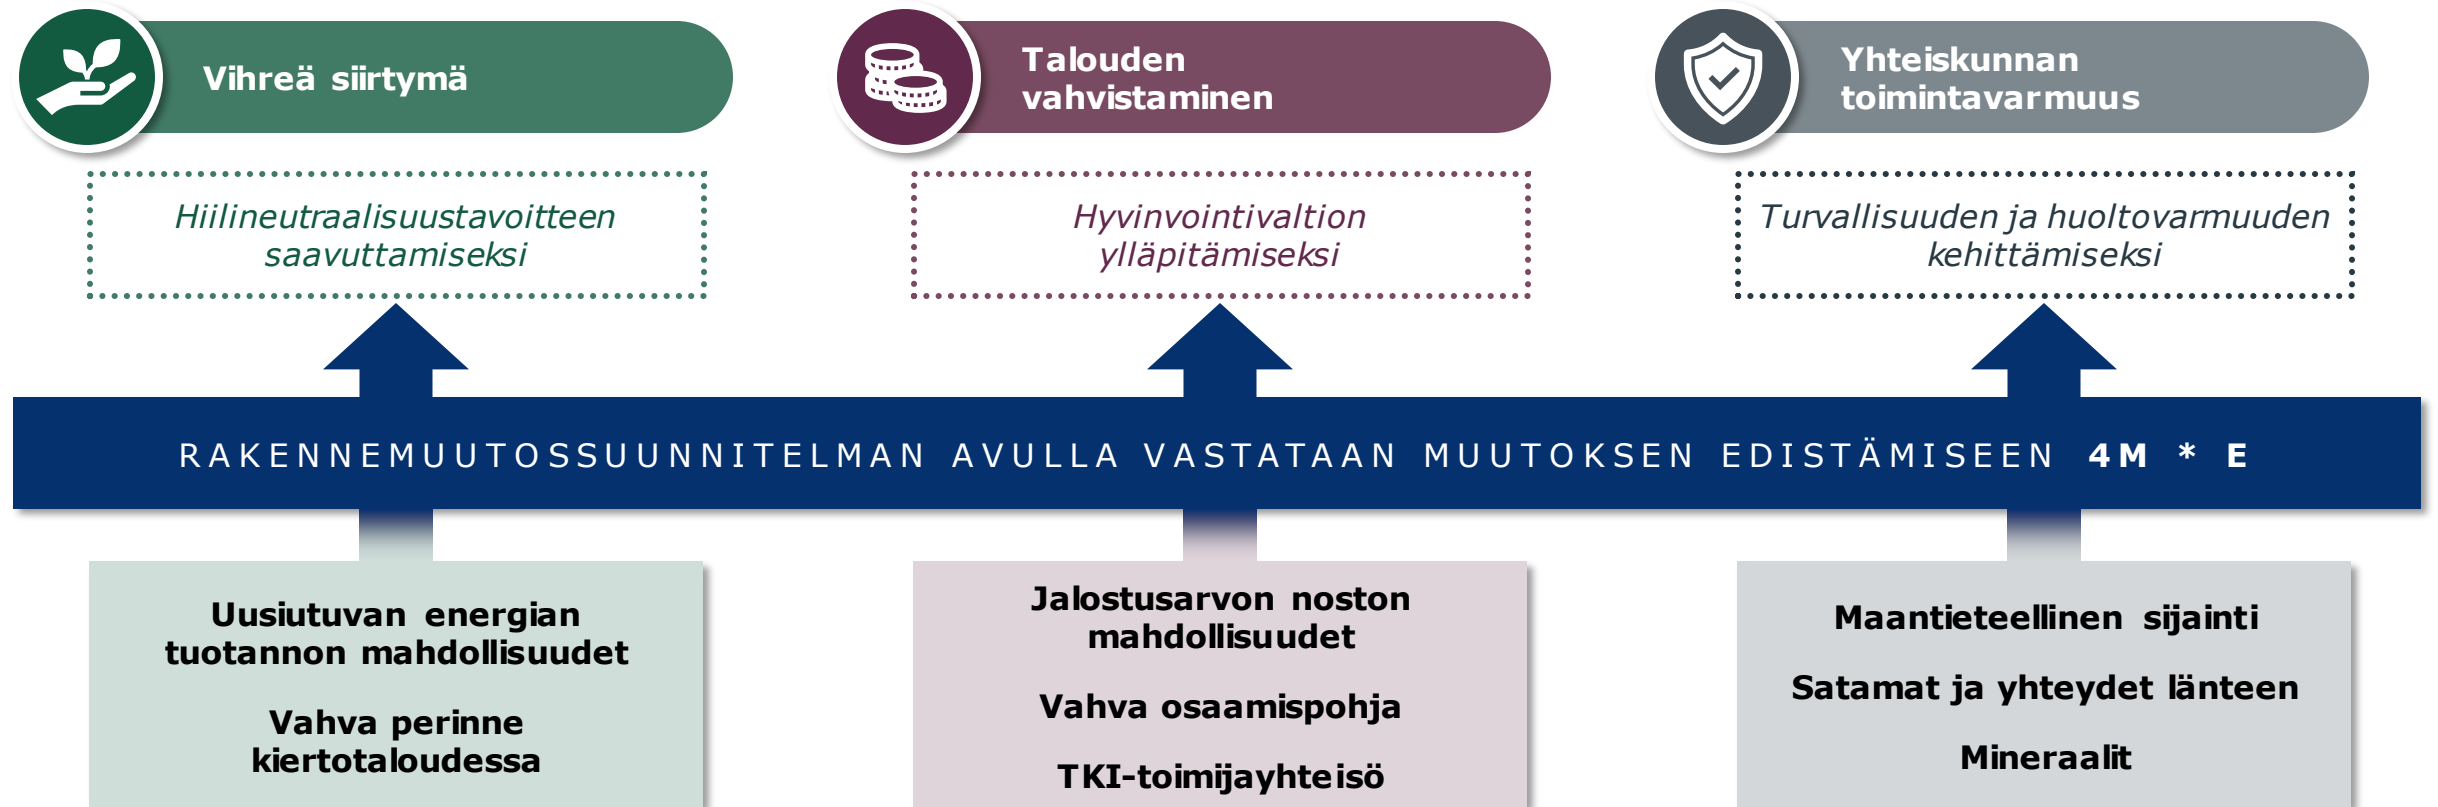 Vihreä siirtymä
Talouden
vahvistaminen
Yhteiskunnan
toimintavarmuus
Hiilineutraalisuustavoitteen
saavuttamiseksi
Hyvinvointivaltion
ylläpitämiseksi
Turvallisuuden ja huoltovarmuuden
kehittämiseksi
RAKENNEMUUTOSSUUNNITELMAN AVULLA VASTATAAN MUUTOKSEN EDISTÄMISEEN 4M * E
Uusiutuvan energian
tuotannon mahdollisuudet
Vahva perinne
kiertotaloudessa
Jalostusarvon noston
mahdollisuudet
Vahva osaamispohja
TKI-toimijayhteisö
Maantieteellinen sijainti
Satamat ja yhteydet länteen
Mineraalit